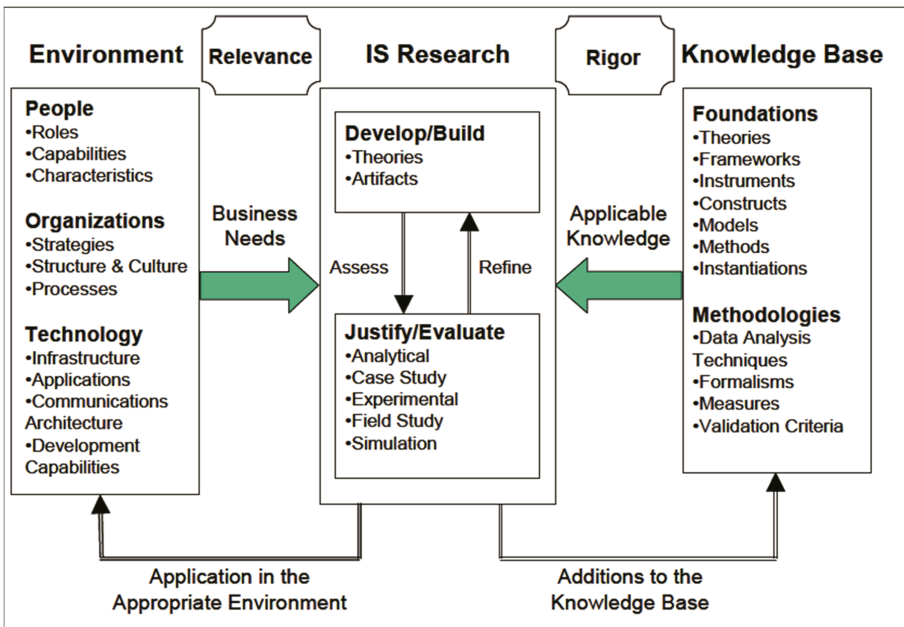 Environment
Relevance
IS Research
Rigor
Knowledge Base
People
•Roles
•Capabilities
•Characteristics
Organizations
•Strategies
•Structure & Culture
•Processes
Technology
•Infrastructure
•Applications
•Communications
Architecture
•Development
Capabilities
Business
Needs
Develop/Build
•Theories
•Artifacts
Assess
Refine
Justify/Evaluate
•Analytical
•Case Study
•Experimental
•Field Study
•Simulation
Applicable
Knowledge
Foundations
•Theories
•Frameworks
•Instruments
•Constructs
•Models
•Methods
•Instantiations
Methodologies
•Data Analysis
Techniques
•Formalisms
•Measures
•Validation Criteria
Application in the
Appropriate Environment
Additions to the
Knowledge Base